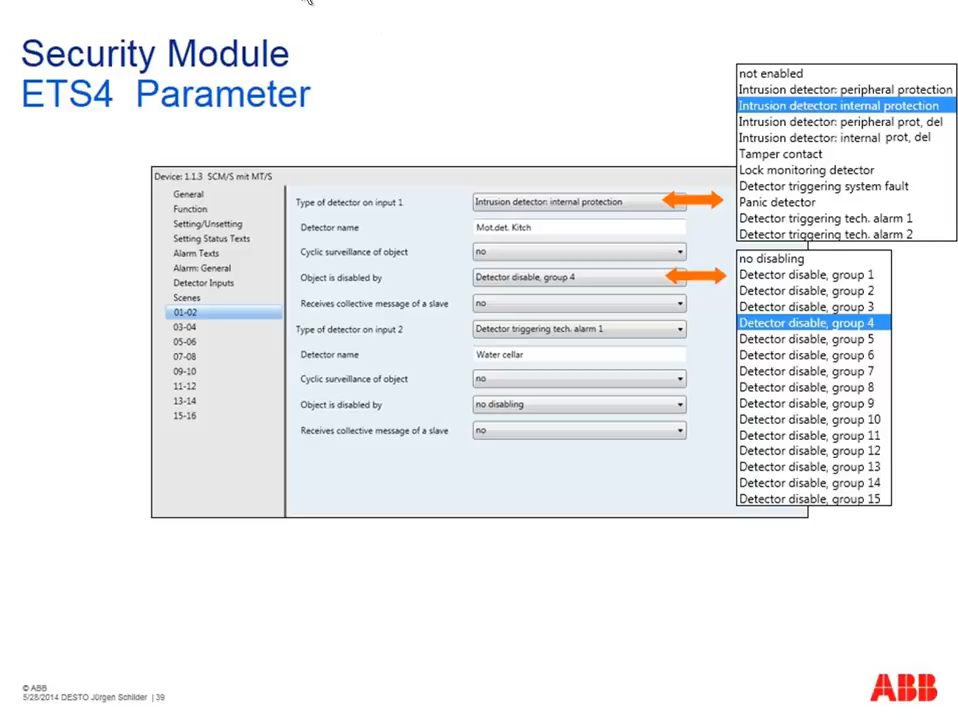 Security Module
ETS4 Parameter
Device: 1.1.3 SCM/S mit MT/S
General
Function
Setting/Unsetting
Setting Status Texts
Alarm Texts
Alarm: General
Detector Inputs
Scenes
01-02
03-04
05-06
07-08
09-10
11-12
13-14
15-16
Type of detector on input 1 Intrusion detector: internal protection
Detector name Mot.det. Kitch
Cyclic surveillance of object no
Object is disabled by Detector disable, group 4
Receives collective message of a slave no
Type of detector on input 2 Detector triggering tech. alarm 1
Detector name Water cellar
Cyclic surveillance of object no
Object is disabled by no disabling
Receives collective message of a slave no
not enabled
Intrusion detector: peripheral protection
Intrusion detector: internal protection
Intrusion detector: peripheral prot, del
Intrusion detector: internal prot, del
Tamper contact
Lock monitoring detector
Detector triggering system fault
Panic detector
Detector triggering tech. alarm 1
Detector triggering tech. alarm 2
no disabling
Detector disable, group 1
Detector disable, group 2
Detector disable, group 3
Detector disable, group 4
Detector disable, group 5
Detector disable, group 6
Detector disable, group 7
Detector disable, group 8
Detector disable, group 9
Detector disable, group 10
Detector disable, group 11
Detector disable, group 12
Detector disable, group 13
Detector disable, group 14
Detector disable, group 15
© ABB
5/28/2014 DESTO Jürgen Schilder | 39
ABB